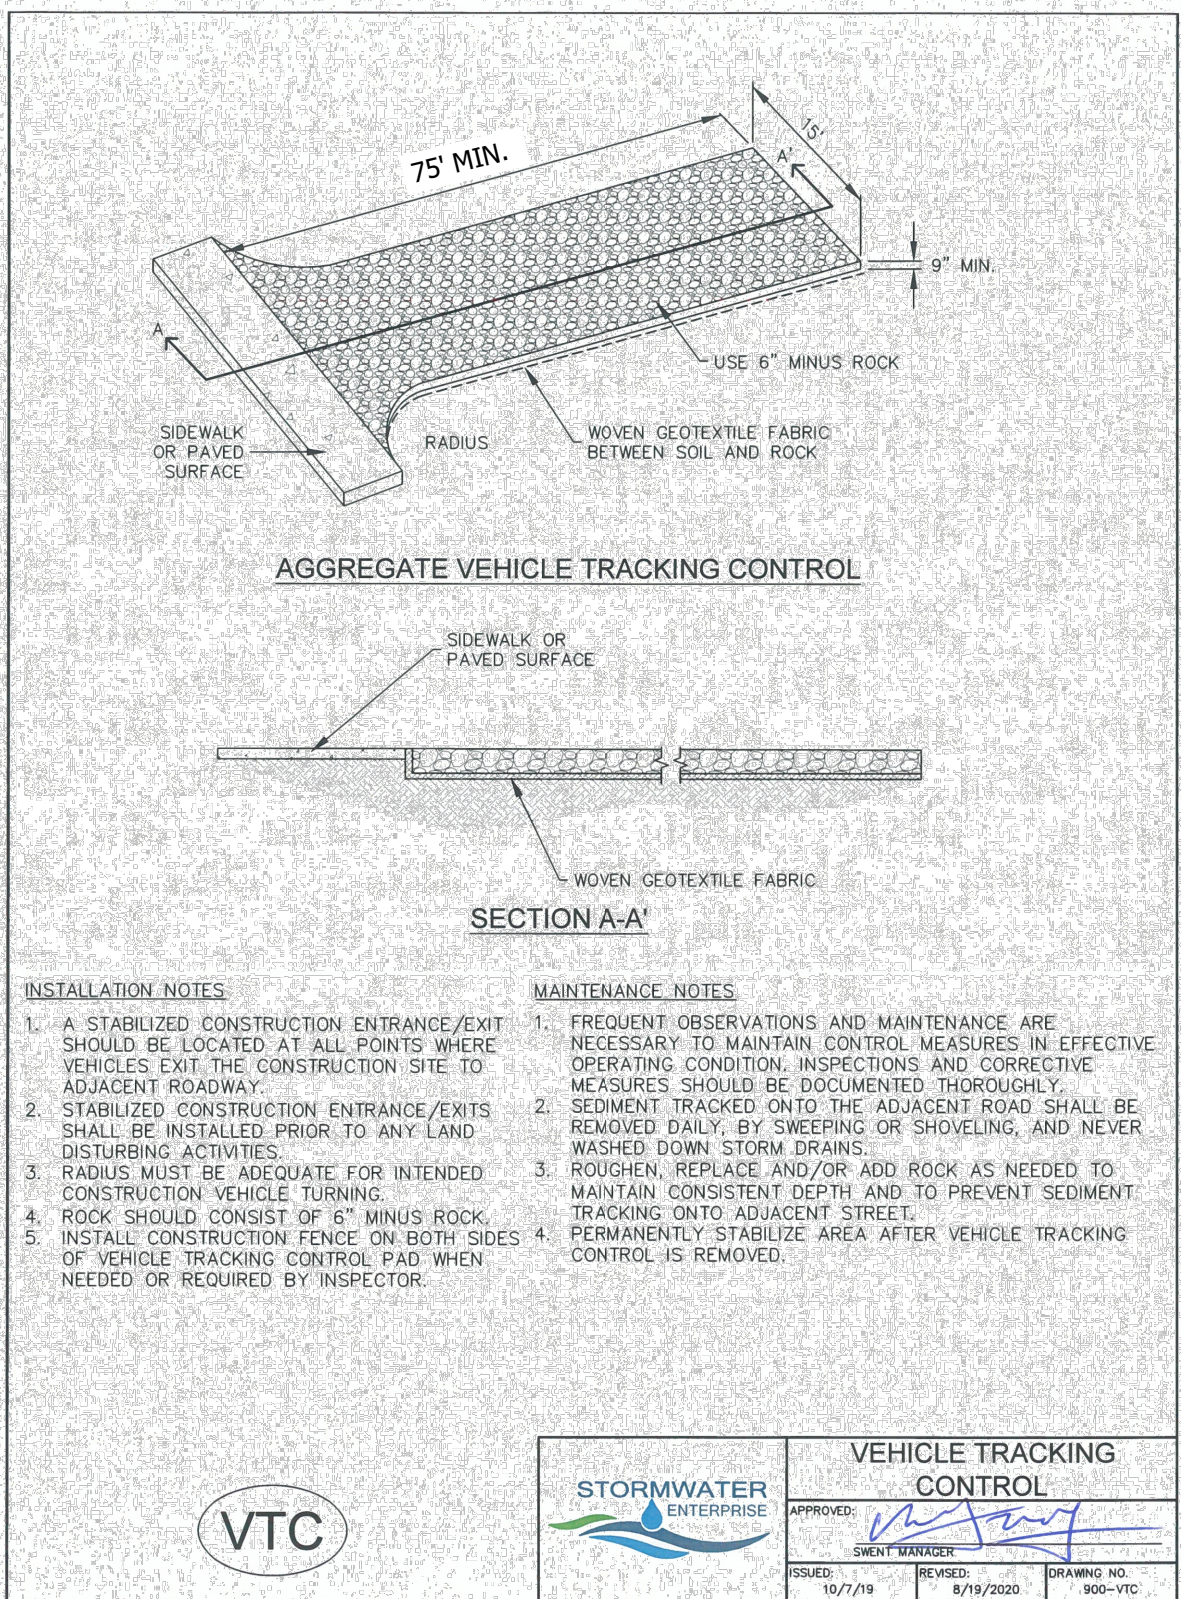 75' MIN.
15'
A'
9" MIN.
A
USE 6" MINUS ROCK
SIDEWALK
OR PAVED
SURFACE
RADIUS
WOVEN GEOTEXTILE FABRIC
BETWEEN SOIL AND ROCK
AGGREGATE VEHICLE TRACKING CONTROL
SIDEWALK OR
PAVED SURFACE
WOVEN GEOTEXTILE FABRIC
SECTION A-A'
INSTALLATION NOTES
1. A STABILIZED CONSTRUCTION ENTRANCE/EXIT
SHOULD BE LOCATED AT ALL POINTS WHERE
VEHICLES EXIT THE CONSTRUCTION SITE TO
ADJACENT ROADWAY.
2. STABILIZED CONSTRUCTION ENTRANCE/EXITS
SHALL BE INSTALLED PRIOR TO ANY LAND
DISTURBING ACTIVITIES.
3. RADIUS MUST BE ADEQUATE FOR INTENDED
CONSTRUCTION VEHICLE TURNING.
4. ROCK SHOULD CONSIST OF 6" MINUS ROCK.
5. INSTALL CONSTRUCTION FENCE ON BOTH SIDES
OF VEHICLE TRACKING CONTROL PAD WHEN
NEEDED OR REQUIRED BY INSPECTOR.
MAINTENANCE NOTES
1. FREQUENT OBSERVATIONS AND MAINTENANCE ARE
NECESSARY TO MAINTAIN CONTROL MEASURES IN EFFECTIVE
OPERATING CONDITION. INSPECTIONS AND CORRECTIVE
MEASURES SHOULD BE DOCUMENTED THOROUGHLY.
2. SEDIMENT TRACKED ONTO THE ADJACENT ROAD SHALL BE
REMOVED DAILY, BY SWEEPING OR SHOVELING, AND NEVER
WASHED DOWN STORM DRAINS.
3. ROUGHEN, REPLACE AND/OR ADD ROCK AS NEEDED TO
MAINTAIN CONSISTENT DEPTH AND TO PREVENT SEDIMENT
TRACKING ONTO ADJACENT STREET.
4. PERMANENTLY STABILIZE AREA AFTER VEHICLE TRACKING
CONTROL IS REMOVED.
VTC
STORMWATER
ENTERPRISE
VEHICLE TRACKING
CONTROL
APPROVED:
SWENT MANAGER
ISSUED:
10/7/19
REVISED:
8/19/2020
DRAWING NO.
900-VTC